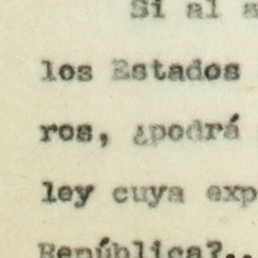 Si al
los Estados
ros, ¿podrá
ley cuya exp
República?..